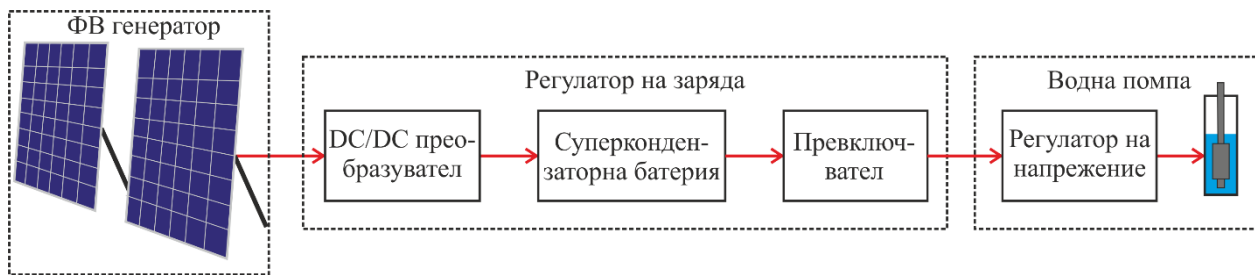 ФВ генератор
Регулатор на заряда
Водна помпа
DC/DC прео-
бразувател
Суперконден-
заторна батерия
Превключ-
вател
Регулатор на
напрежение